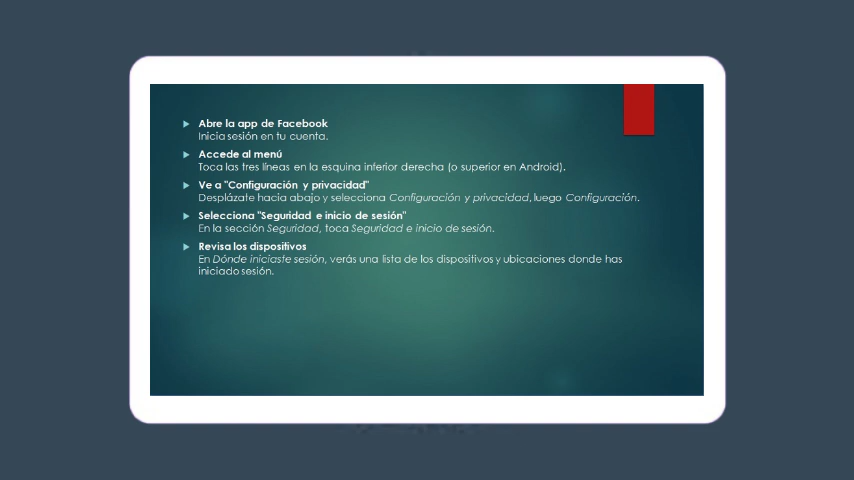 Abre la app de Facebook
Inicia sesión en tu cuenta.
Accede al menú
Toca las tres líneas en la esquina inferior derecha (o superior en Android).
Ve a "Configuración y privacidad"
Desplázate hacia abajo y selecciona Configuración y privacidad, luego Configuración.
Selecciona "Seguridad e inicio de sesión"
En la sección Seguridad, toca Seguridad e inicio de sesión.
Revisa los dispositivos
En Dónde iniciaste sesión, verás una lista de los dispositivos y ubicaciones donde has
iniciado sesión.